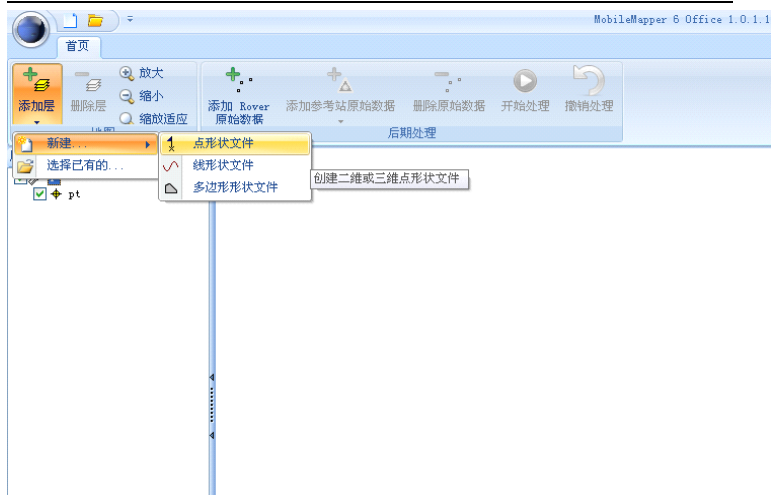 MobileMapper 6 Office 1.0.1.1
首页
添加层
删除层
放大
缩小
缩放适应
添加 Rover 原始数据
添加参考站原始数据
删除原始数据
开始处理
撤销处理
后期处理
新建...
选择已有的...
点形状文件
线形状文件
多边形形状文件
创建二维或三维点形状文件
pt